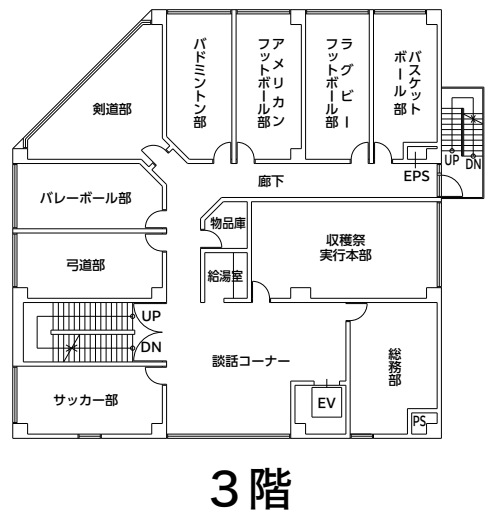 剣道部
バドミントン部
アメリカン
フットボール部
ラグビー
フットボール部
バスケット
ボール部
UP
DN
EPS
廊下
バレーボール部
物品庫
収穫祭
実行本部
弓道部
給湯室
UP
DN
談話コーナー
総務部
サッカー部
EV
PS
3階